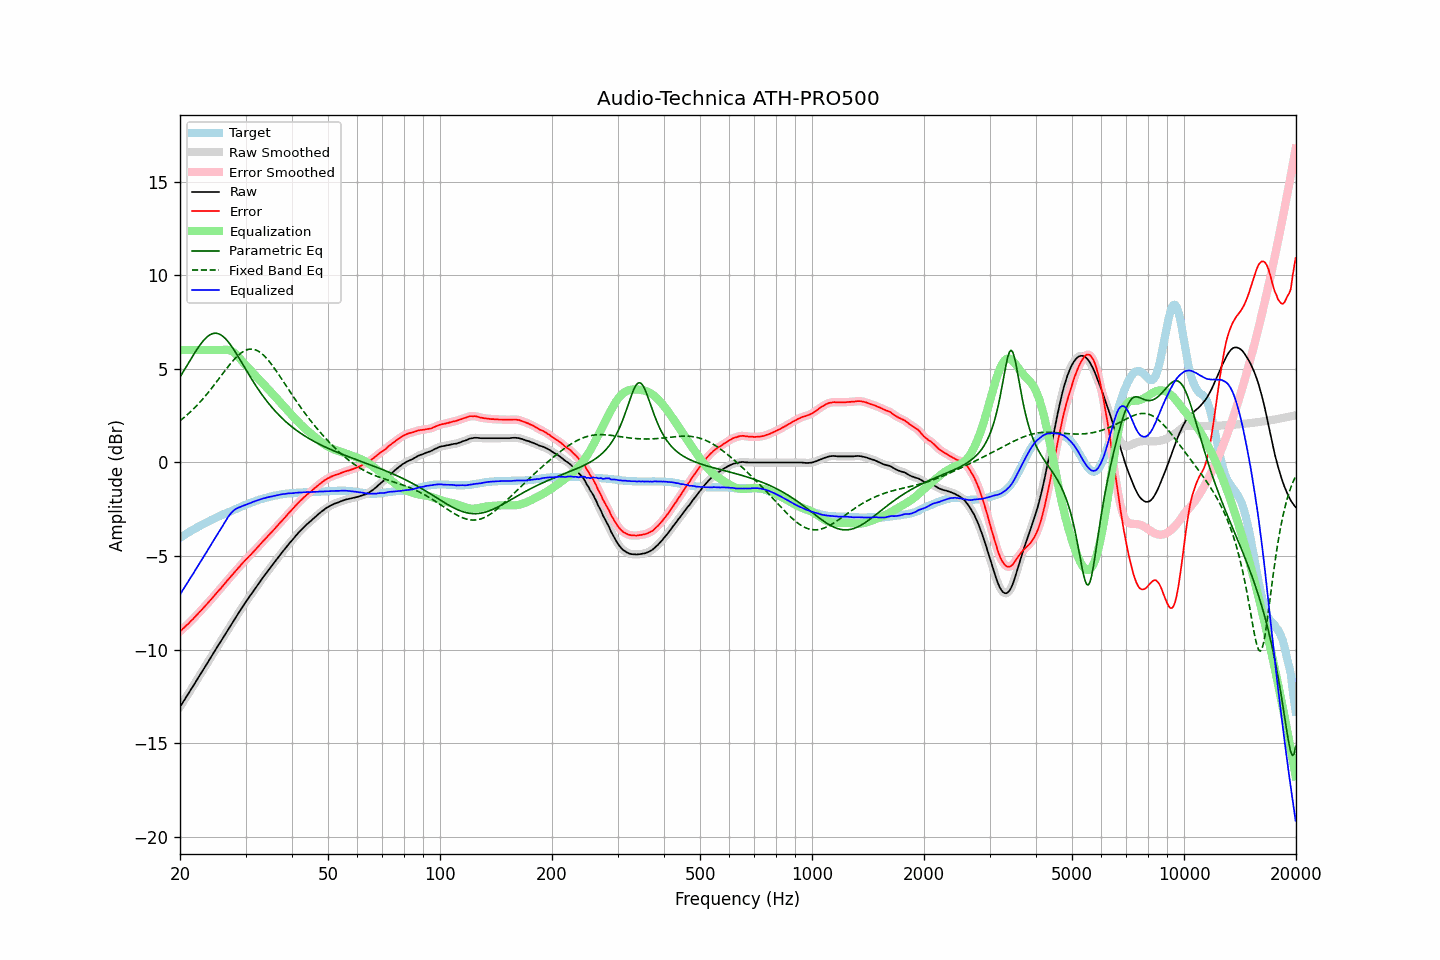 Audio-Technica ATH-PRO500
Target
Raw Smoothed
Error Smoothed
Raw
Error
Equalization
Parametric Eq
Fixed Band Eq
Equalized
15
10
5
0
−5
−10
−15
−20
Amplitude (dBr)
20
50
100
200
500
1000
2000
5000
10000
20000
Frequency (Hz)